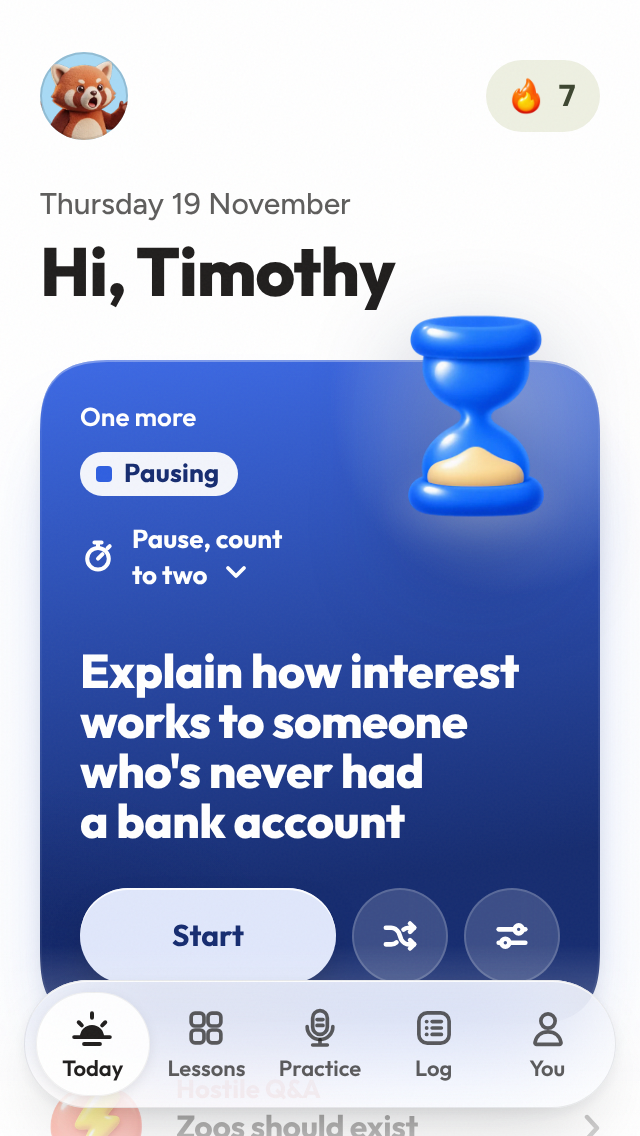 7
Thursday 19 November
Hi, Timothy
One more
Pausing
Pause, count
to two
Explain how interest
works to someone
who's never had
a bank account
Start
Today
Lessons
Practice
Log
You
Hostile Q&A
Zoos should exist